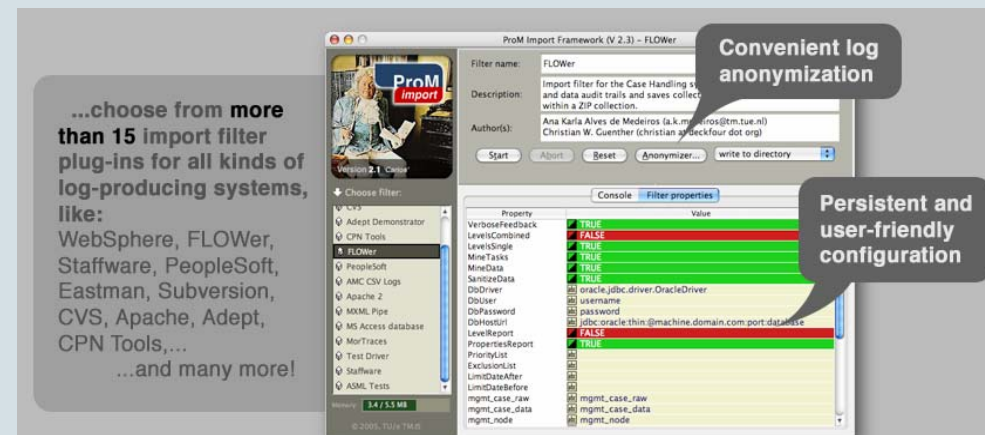 ...choose from more
than 15 import filter
plug-ins for all kinds of
log-producing systems,
like:
WebSphere, FLOWer,
Staffware, PeopleSoft,
Eastman, Subversion,
CVS, Apache, Adept,
CPN Tools,...
...and many more!
ProM Import Framework (V 2.3) – FLOWer
ProM
import
Version 2.1
Choose filter:
CVS
Adept Demonstrator
CPN Tools
FLOWer
PeopleSoft
AMC CSV Logs
Apache 2
MXML Pipe
MS Access database
MorTraces
Test Driver
Staffware
ASML Tests
Memory: 3.4 / 5.5 MB
© 2005, TU/e TM.IS
Filter name: FLOWer
Description: Import filter for the Case Handling
and data audit trails and saves
within a ZIP collection.
Author(s): Ana Karla Alves de Medeiros
Christian W. Guenther (christian at deckfour dot org)
Start Abort Reset Anonymizer... write to directory
Convenient log
anonymization
Console Filter properties
Property Value
VerboseFeedback TRUE
LevelsCombined FALSE
LevelsSingle TRUE
MineTasks TRUE
MineData TRUE
SanitizeData TRUE
DbDriver oracle.jdbc.driver.OracleDriver
DbUser username
DbPassword password
DbHostUrl jdbc:oracle:thin:@machine.domain.com:port:database
LevelReport FALSE
PropertiesReport TRUE
PriorityList
ExclusionList
LimitDateAfter
LimitDateBefore
mgmt_case_raw mgmt_case_raw
mgmt_case_data mgmt_case_data
mgmt_node mgmt_node
Persistent and
user-friendly
configuration